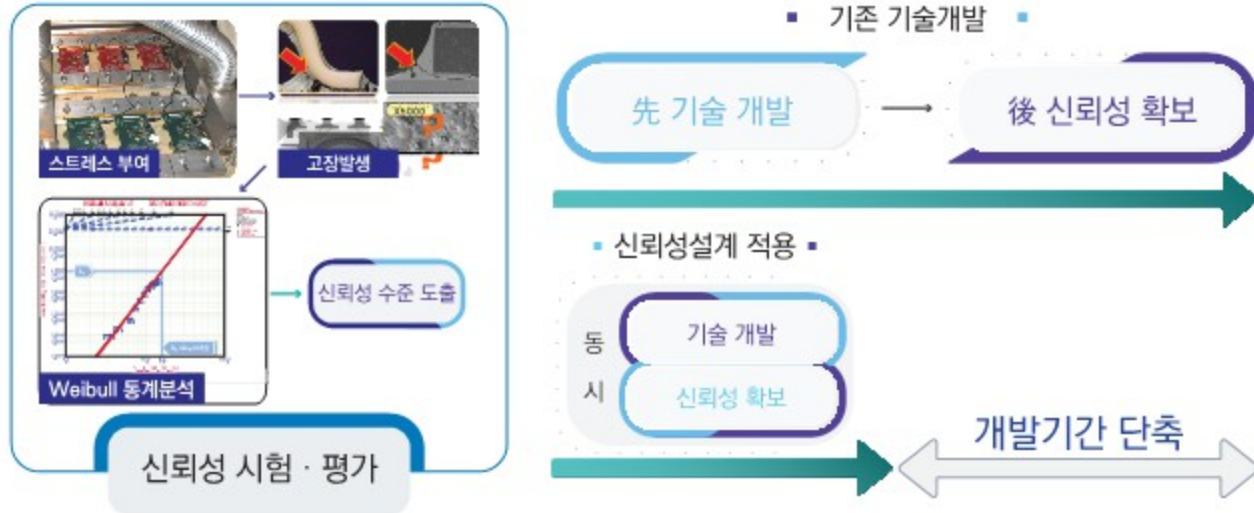 스트레스 부여
고장발생
Weibull 통계분석
신뢰성 수준 도출
신뢰성 시험 · 평가
기존 기술개발
先 기술 개발
後 신뢰성 확보
신뢰성설계 적용
동시
기술 개발
신뢰성 확보
개발기간 단축